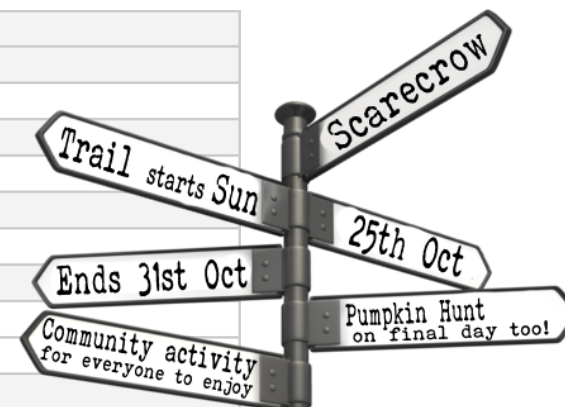 Scarecrow
Trail starts Sun
25th Oct
Ends 31st Oct
Pumpkin Hunt
on final day too!
Community activity
for everyone to enjoy